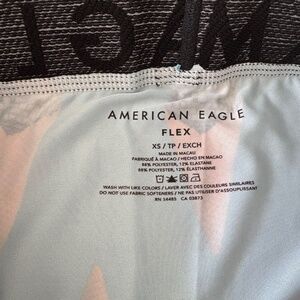 AMERICAN EAGLE
FLEX
XS / TP / EXCH
MADE IN MACAU
FABRIQUÉ À MACAO / HECHO EN MACAO
88% POLYESTER, 12% ELASTANE
88% POLYESTER, 12% ÉLASTHANNE
WASH WITH LIKE COLORS / LAVER AVEC DES COULEURS SIMILAIRES
DO NOT USE FABRIC SOFTENERS / NE PAS UTILISER D'ASSOUPLISSANT
RN 54485 CA 03873